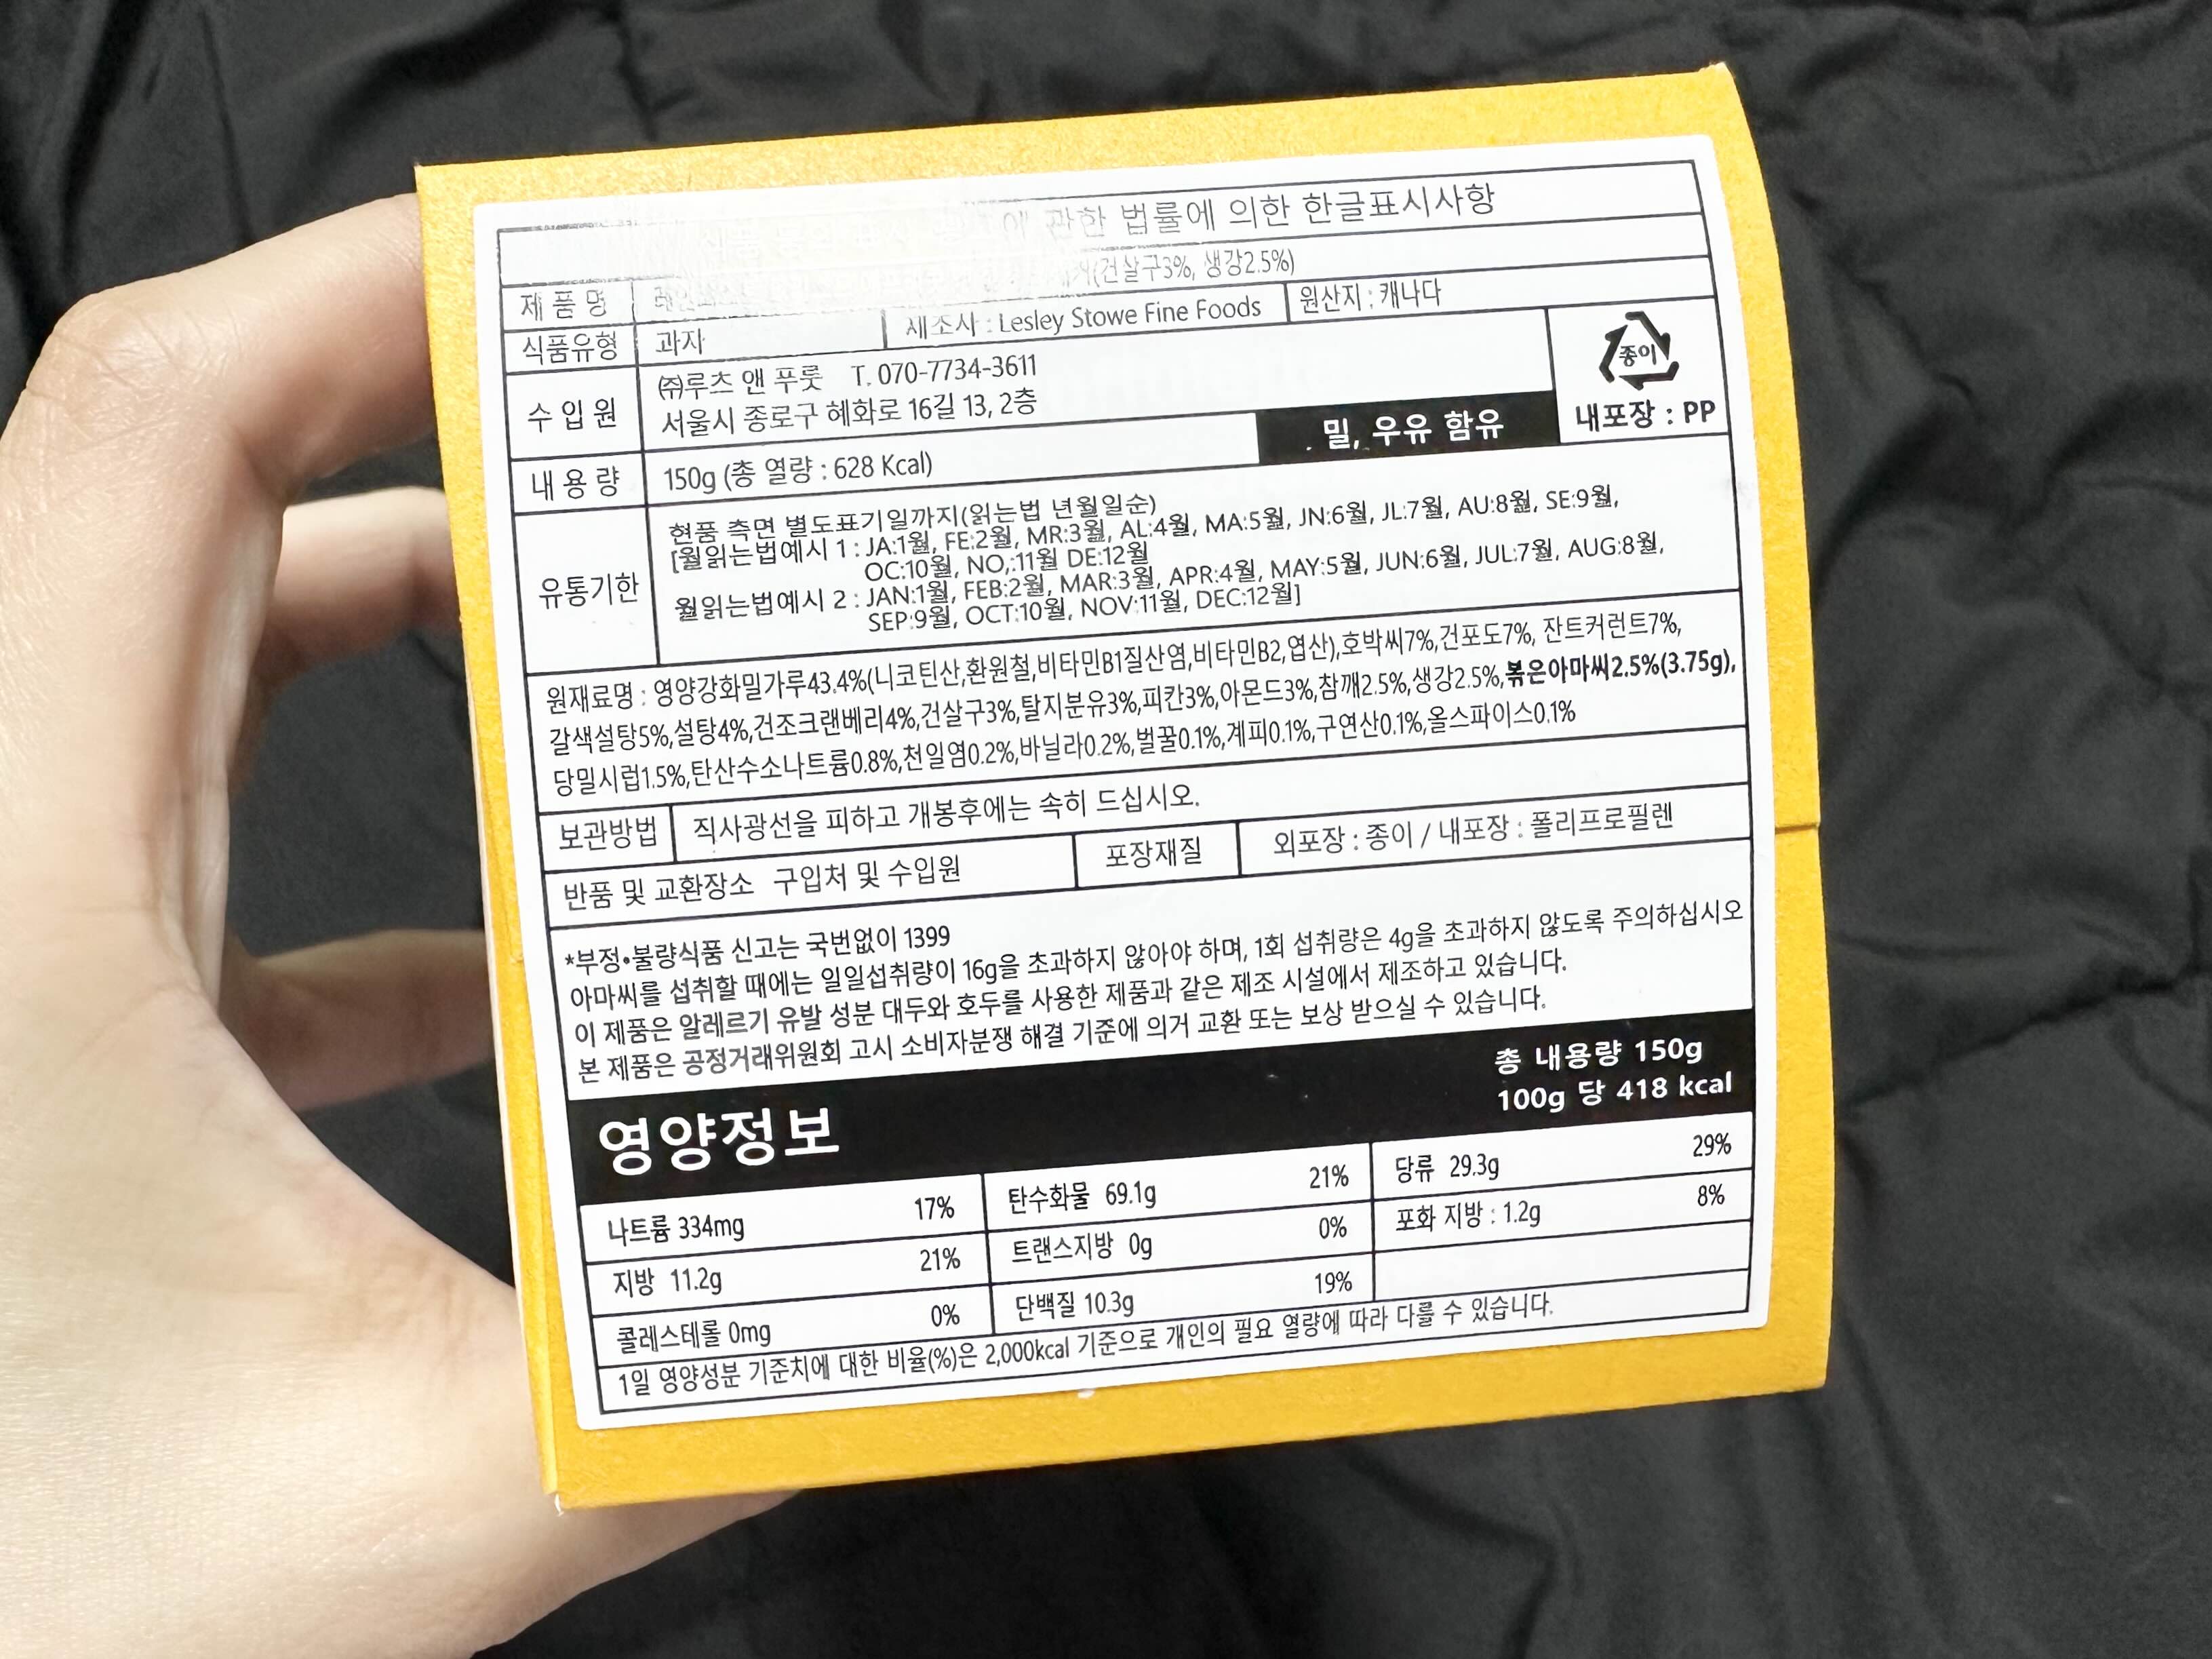 관한 법률에 의한 한글표시사항
제 품 명 (건살구3%, 생강2.5%)
식품유형 과자 제조사 : Lesley Stowe Fine Foods 원산지 : 캐나다
수 입 원 ㈜루츠 앤 푸룻 T. 070-7734-3611
서울시 종로구 혜화로 16길 13, 2층
종이
내포장 : PP
밀, 우유 함유
내 용 량 150g (총 열량 : 628 Kcal)
유통기한 현품 측면 별도표기일까지(읽는법 년월일순)
[월읽는법예시 1 : JA:1월, FE:2월, MR:3월, AL:4월, MA:5월, JN:6월, JL:7월, AU:8월, SE:9월,
OC:10월, NO,:11월 DE:12월
월읽는법예시 2 : JAN:1월, FEB:2월, MAR:3월, APR:4월, MAY:5월, JUN:6월, JUL:7월, AUG:8월,
SEP:9월, OCT:10월, NOV:11월, DEC:12월]
원재료명 : 영양강화밀가루43.4%(니코틴산,환원철,비타민B1질산염,비타민B2,엽산),호박씨7%,건포도7%, 잔트커런트7%,
갈색설탕5%,설탕4%,건조크랜베리4%,건살구3%,탈지분유3%,피칸3%,아몬드3%,참깨2.5%,생강2.5%,볶은아마씨2.5%(3.75g),
당밀시럽1.5%,탄산수소나트륨0.8%,천일염0.2%,바닐라0.2%,벌꿀0.1%,계피0.1%,구연산0.1%,올스파이스0.1%
보관방법 직사광선을 피하고 개봉후에는 속히 드십시오.
반품 및 교환장소 구입처 및 수입원 포장재질 외포장 : 종이 / 내포장 : 폴리프로필렌
*부정•불량식품 신고는 국번없이 1399
아마씨를 섭취할 때에는 일일섭취량이 16g을 초과하지 않아야 하며, 1회 섭취량은 4g을 초과하지 않도록 주의하십시오
이 제품은 알레르기 유발 성분 대두와 호두를 사용한 제품과 같은 제조 시설에서 제조하고 있습니다.
본 제품은 공정거래위원회 고시 소비자분쟁 해결 기준에 의거 교환 또는 보상 받으실 수 있습니다.
영양정보
총 내용량 150g
100g 당 418 kcal
나트륨 334mg 17% 탄수화물 69.1g 21% 당류 29.3g 29%
지방 11.2g 21% 트랜스지방 0g 0% 포화 지방 : 1.2g 8%
콜레스테롤 0mg 0% 단백질 10.3g 19%
1일 영양성분 기준치에 대한 비율(%)은 2,000kcal 기준으로 개인의 필요 열량에 따라 다를 수 있습니다.